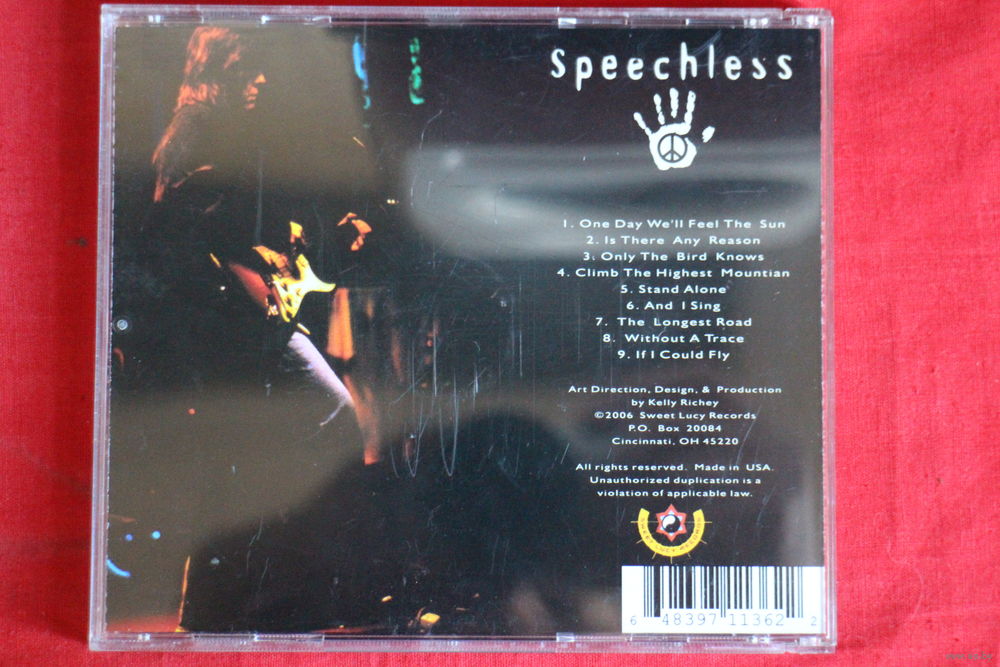 Speechless
1. One Day We'll Feel The Sun
2. Is There Any Reason
3. Only The Bird Knows
4. Climb The Highest Mountian
5. Stand Alone
6. And I Sing
7. The Longest Road
8. Without A Trace
9. If I Could Fly
Art Direction, Design, & Production
by Kelly Richey
©2006 Sweet Lucy Records
P.O. Box 20084
Cincinnati, OH 45220
All rights reserved. Made in USA.
Unauthorized duplication is a
violation of applicable law.
SWEET LUCY RECORDS
6 48397 11362 2